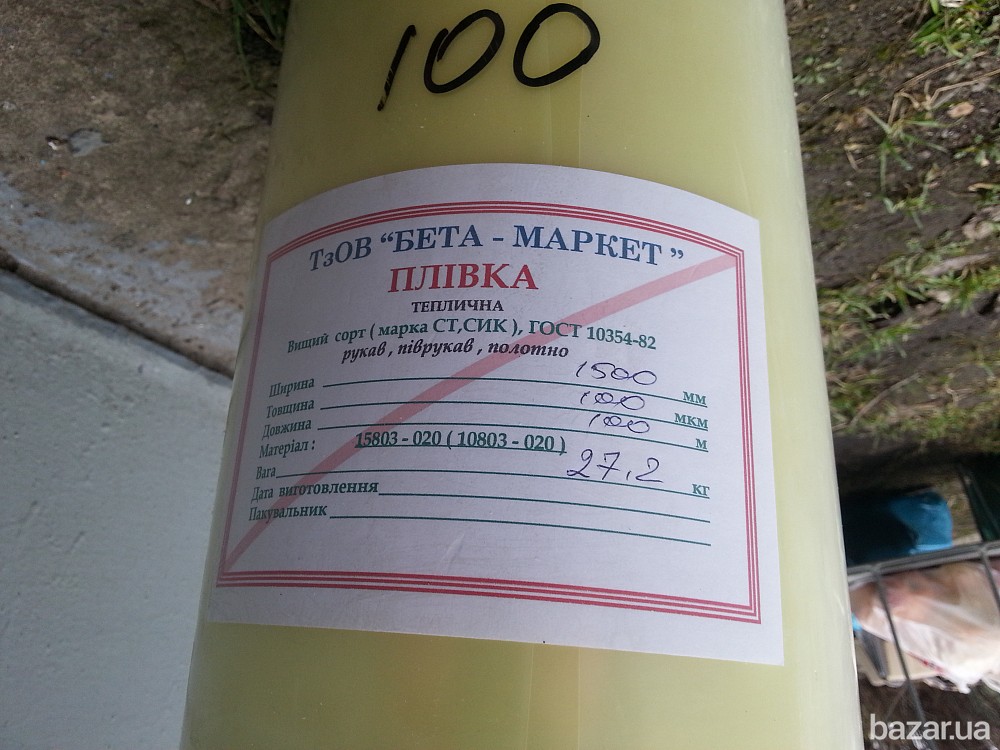 100
ТзОВ “БЕТА - МАРКЕТ”
ПЛІВКА
ТЕПЛИЧНА
Вищий сорт ( марка СТ,СИК ), ГОСТ 10354-82
рукав , піврукав , полотно
Ширина 1500 мм
Товщина 100 мкм
Довжина 100 м
Матеріал : 15803 - 020 ( 10803 - 020 )
Вага 27,2 кг
Дата виготовлення
Пакувальник
bazar.ua